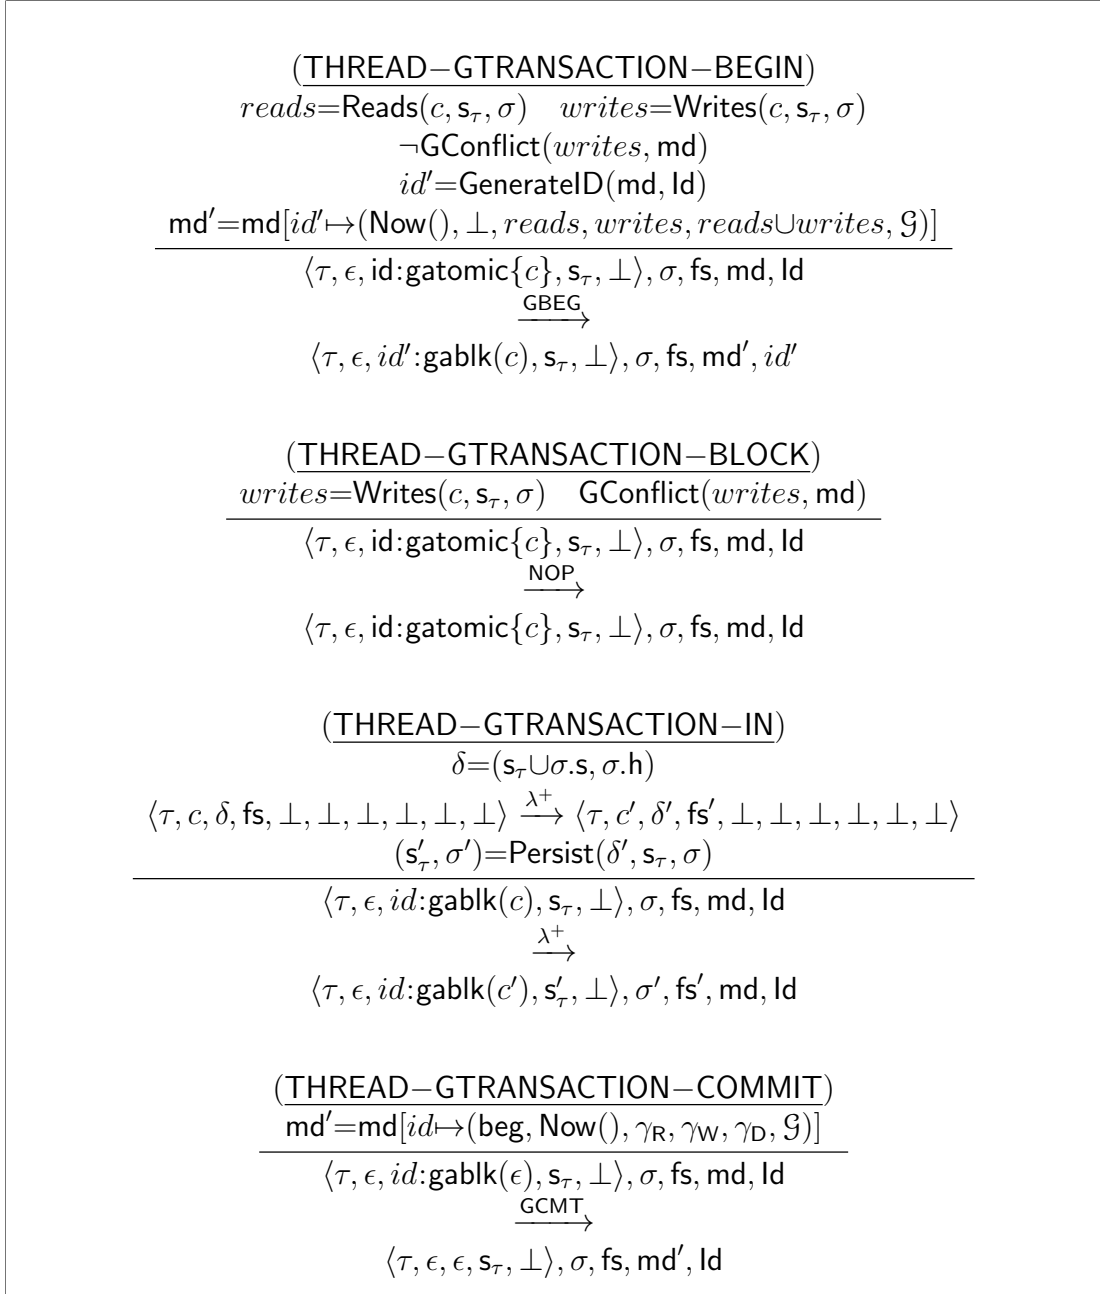 (THREAD−GTRANSACTION−BEGIN)
reads=Reads(c, s_τ, σ) writes=Writes(c, s_τ, σ)
¬GConflict(writes, md)
id′=GenerateID(md, Id)
md′=md[id′↦(Now(), ⊥, reads, writes, reads∪writes, 𝒢)]
⟨τ, ϵ, id:gatomic{c}, s_τ, ⊥⟩, σ, fs, md, Id
GBEG
⟶
⟨τ, ϵ, id′:gablk(c), s_τ, ⊥⟩, σ, fs, md′, id′
(THREAD−GTRANSACTION−BLOCK)
writes=Writes(c, s_τ, σ) GConflict(writes, md)
⟨τ, ϵ, id:gatomic{c}, s_τ, ⊥⟩, σ, fs, md, Id
NOP
⟶
⟨τ, ϵ, id:gatomic{c}, s_τ, ⊥⟩, σ, fs, md, Id
(THREAD−GTRANSACTION−IN)
δ=(s_τ∪σ.s, σ.h)
⟨τ, c, δ, fs, ⊥, ⊥, ⊥, ⊥, ⊥, ⊥⟩ —λ⁺→ ⟨τ, c′, δ′, fs′, ⊥, ⊥, ⊥, ⊥, ⊥, ⊥⟩
(s′_τ, σ′)=Persist(δ′, s_τ, σ)
⟨τ, ϵ, id:gablk(c), s_τ, ⊥⟩, σ, fs, md, Id
λ⁺
⟶
⟨τ, ϵ, id:gablk(c′), s′_τ, ⊥⟩, σ′, fs′, md, Id
(THREAD−GTRANSACTION−COMMIT)
md′=md[id↦(beg, Now(), γ_R, γ_W, γ_D, 𝒢)]
⟨τ, ϵ, id:gablk(ϵ), s_τ, ⊥⟩, σ, fs, md, Id
GCMT
⟶
⟨τ, ϵ, ϵ, s_τ, ⊥⟩, σ, fs, md′, Id